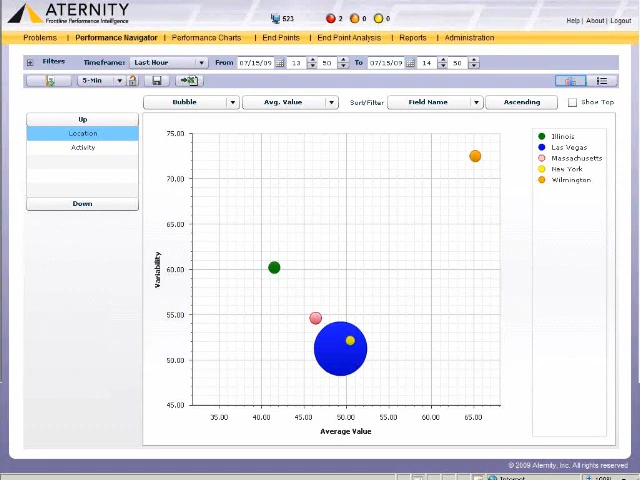 ATERNITY
Frontline Performance Intelligence
523 2 0 0
Help | About | Logout
Problems Performance Navigator Performance Charts End Points End Point Analysis Reports Administration
Filters Timeframe: Last Hour From 07/15/09 13 50 To 07/15/09 14 50
5-Min
Bubble Avg. Value Sort/Filter Field Name Ascending Show Top
Up
Location
Activity
Down
75.00
70.00
65.00
60.00
55.00
50.00
45.00
Variability
35.00 40.00 45.00 50.00 55.00 60.00 65.00
Average Value
Illinois
Las Vegas
Massachusetts
New York
Wilmington
© 2009 Aternity, Inc. All rights reserved
Internet 100%